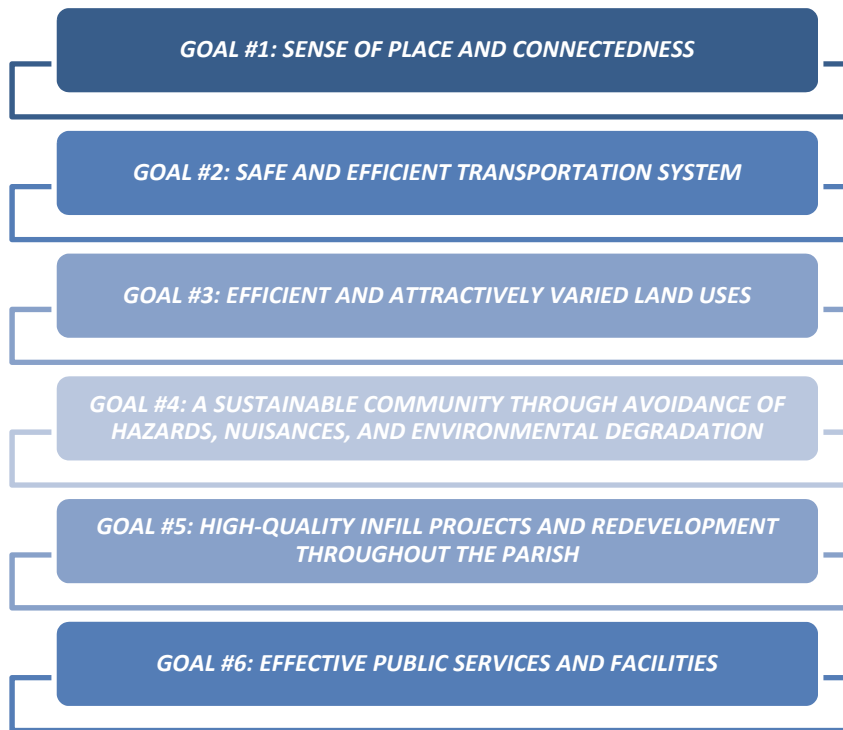 GOAL #1: SENSE OF PLACE AND CONNECTEDNESS
GOAL #2: SAFE AND EFFICIENT TRANSPORTATION SYSTEM
GOAL #3: EFFICIENT AND ATTRACTIVELY VARIED LAND USES
GOAL #4: A SUSTAINABLE COMMUNITY THROUGH AVOIDANCE OF
HAZARDS, NUISANCES, AND ENVIRONMENTAL DEGRADATION
GOAL #5: HIGH-QUALITY INFILL PROJECTS AND REDEVELOPMENT
THROUGHOUT THE PARISH
GOAL #6: EFFECTIVE PUBLIC SERVICES AND FACILITIES